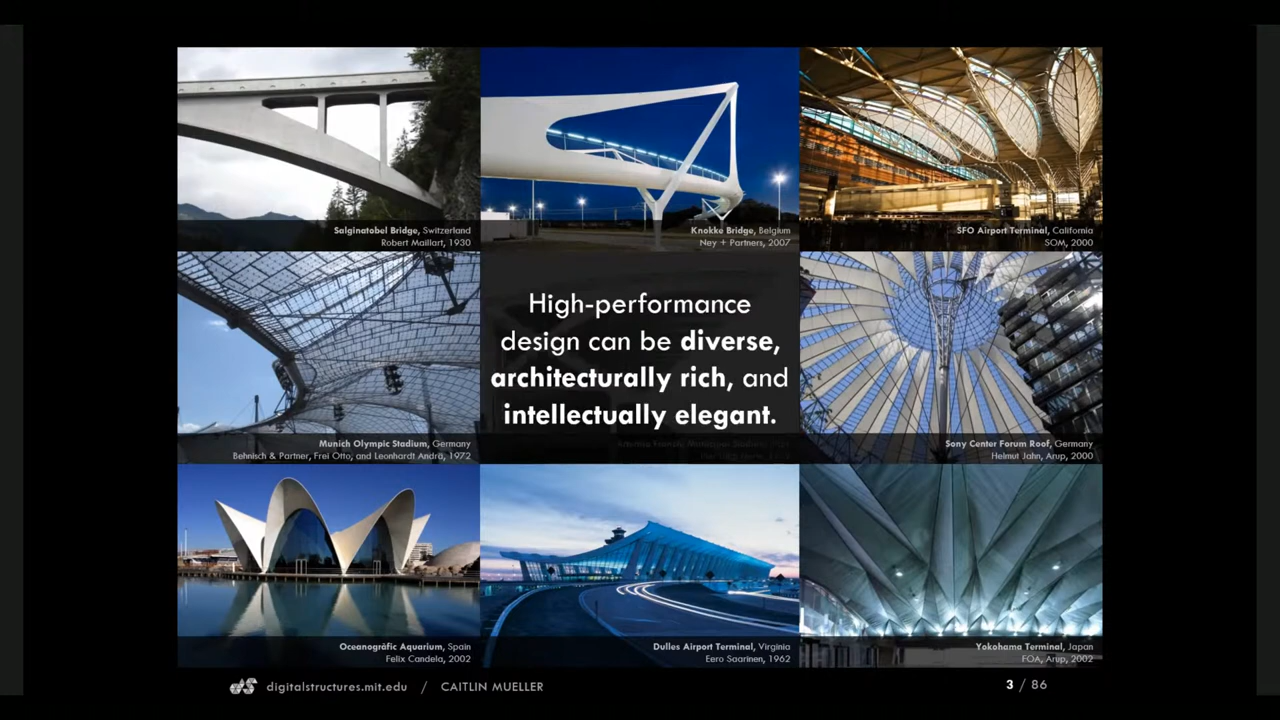 Salginatobel Bridge, Switzerland
Robert Maillart, 1930
Knokke Bridge, Belgium
Ney + Partners, 2007
SFO Airport Terminal, California
SOM, 2000
Munich Olympic Stadium, Germany
Behnisch & Partner, Frei Otto, and Leonhardt Andrä, 1972
High-performance
design can be diverse,
architecturally rich, and
intellectually elegant.
Sony Center Forum Roof, Germany
Helmut Jahn, Arup, 2000
Oceanogràfic Aquarium, Spain
Felix Candela, 2002
Dulles Airport Terminal, Virginia
Eero Saarinen, 1962
Yokohama Terminal, Japan
FOA, Arup, 2002
digitalstructures.mit.edu / CAITLIN MUELLER
3 / 86